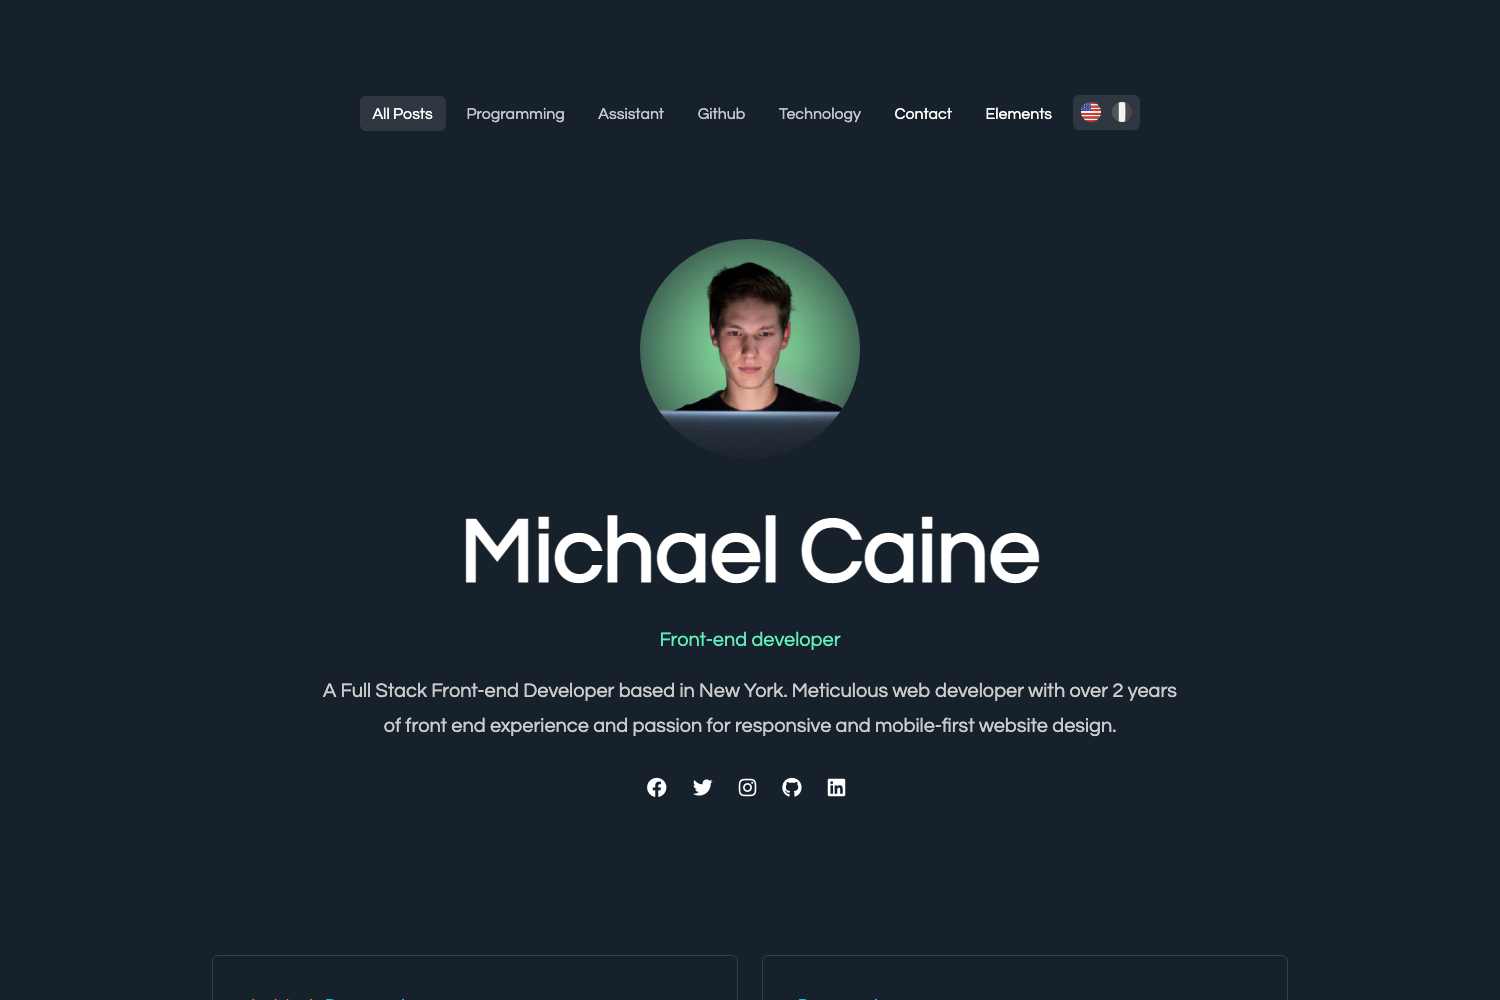 All Posts Programming Assistant Github Technology Contact Elements
Michael Caine
Front-end developer
A Full Stack Front-end Developer based in New York. Meticulous web developer with over 2 years
of front end experience and passion for responsive and mobile-first website design.